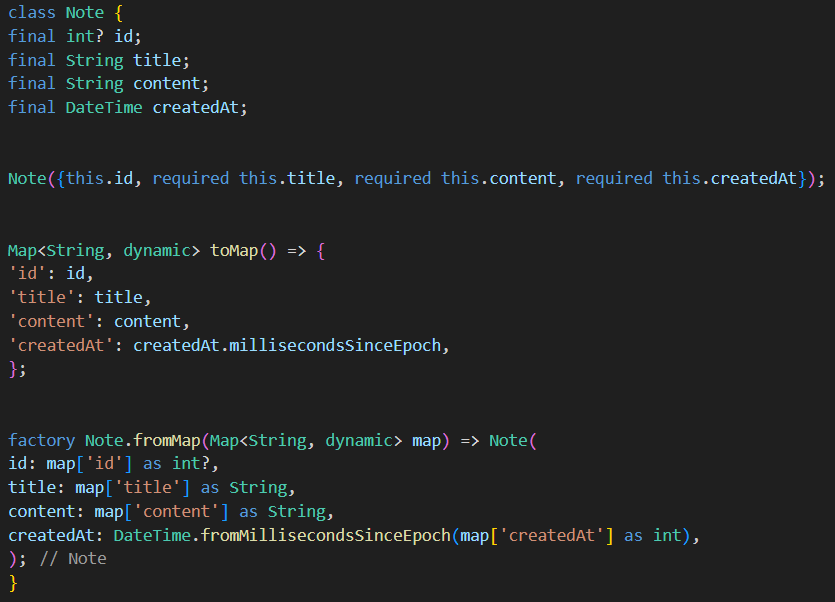 class Note {
final int? id;
final String title;
final String content;
final DateTime createdAt;
Note({this.id, required this.title, required this.content, required this.createdAt});
Map<String, dynamic> toMap() => {
'id': id,
'title': title,
'content': content,
'createdAt': createdAt.millisecondsSinceEpoch,
};
factory Note.fromMap(Map<String, dynamic> map) => Note(
id: map['id'] as int?,
title: map['title'] as String,
content: map['content'] as String,
createdAt: DateTime.fromMillisecondsSinceEpoch(map['createdAt'] as int),
); // Note
}